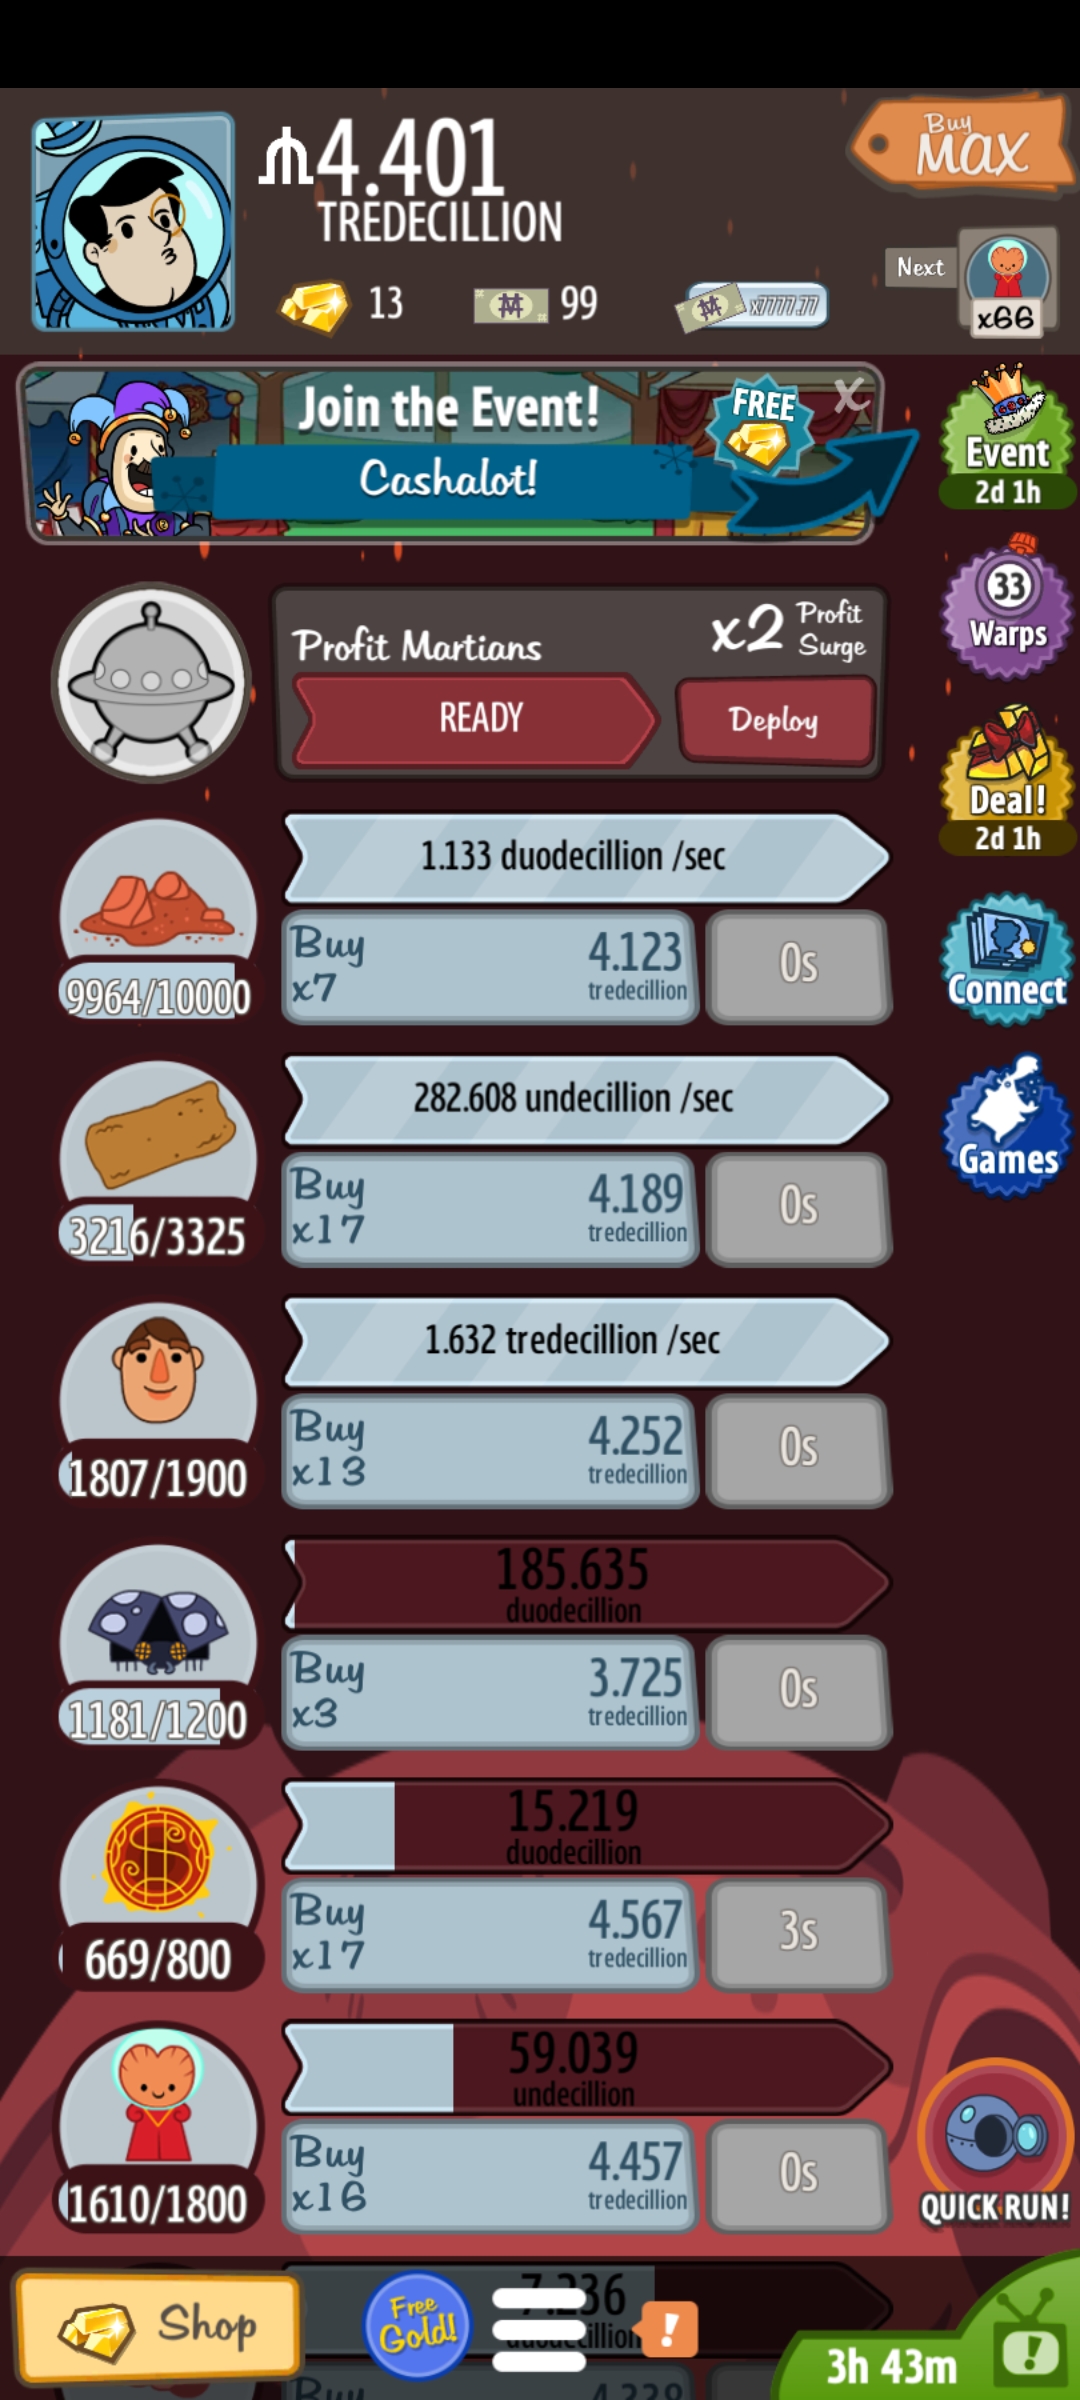 4.401
TREDECILLION
Buy
MAX
13
99
x7777.77
Next
x66
Join the Event!
FREE
X
Cashalot!
Event
2d 1h
33
Warps
Profit Martians
x2 Profit
Surge
READY
Deploy
Deal!
2d 1h
1.133 duodecillion /sec
9964/10000
Buy
x7
4.123
tredecillion
0s
Connect
282.608 undecillion /sec
3216/3325
Buy
x17
4.189
tredecillion
0s
Games
1.632 tredecillion /sec
1807/1900
Buy
x13
4.252
tredecillion
0s
185.635
duodecillion
1181/1200
Buy
x3
3.725
tredecillion
0s
15.219
duodecillion
669/800
Buy
x17
4.567
tredecillion
3s
59.039
undecillion
1610/1800
Buy
x16
4.457
tredecillion
0s
QUICK RUN!
Shop
Free
Gold!
!
3h 43m
!
Buy